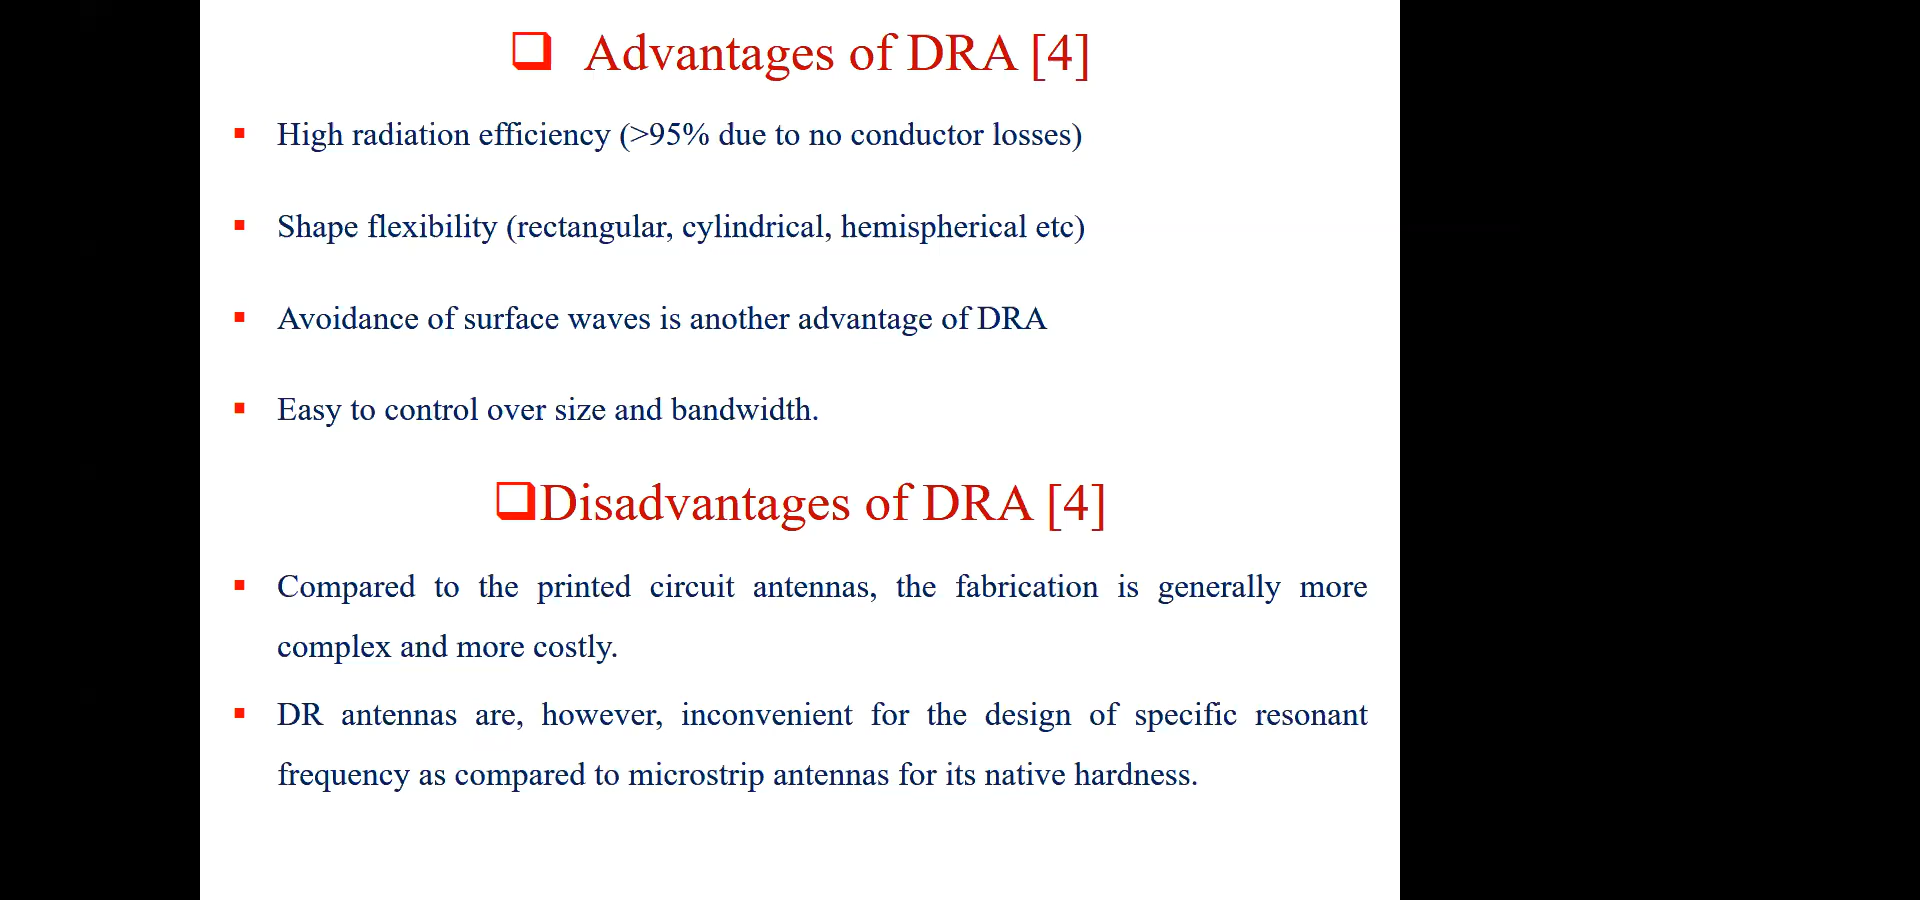 Advantages of DRA [4]
High radiation efficiency (>95% due to no conductor losses)
Shape flexibility (rectangular, cylindrical, hemispherical etc)
Avoidance of surface waves is another advantage of DRA
Easy to control over size and bandwidth.
Disadvantages of DRA [4]
Compared to the printed circuit antennas, the fabrication is generally more
complex and more costly.
DR antennas are, however, inconvenient for the design of specific resonant
frequency as compared to microstrip antennas for its native hardness.